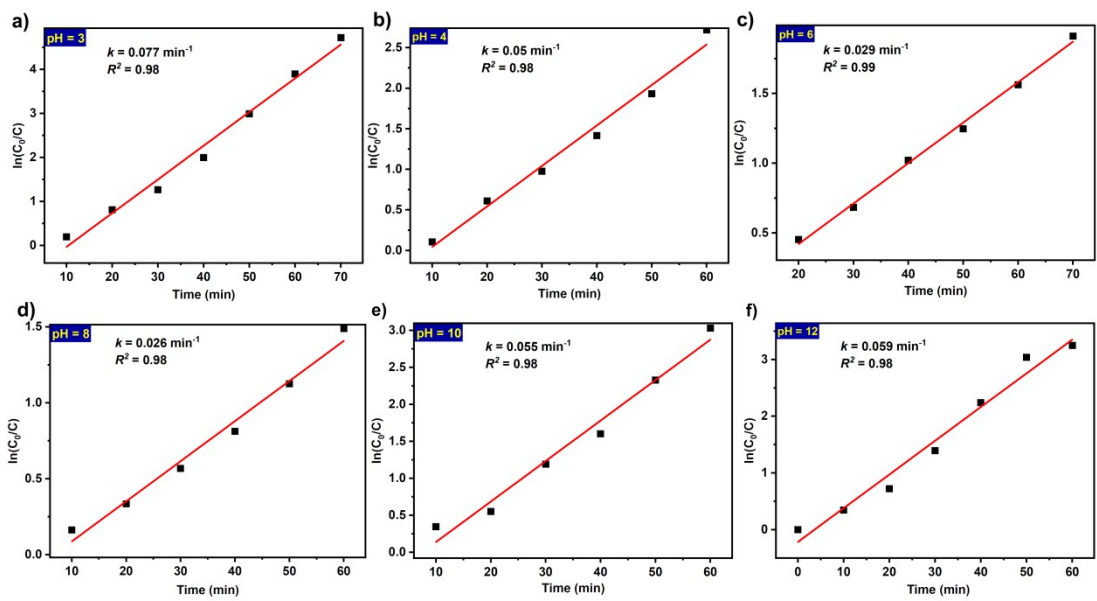 a)
pH = 3
k = 0.077 min⁻¹
R² = 0.98
ln(C₀/C)
4
3
2
1
0
10 20 30 40 50 60 70
Time (min)
b)
pH = 4
k = 0.05 min⁻¹
R² = 0.98
ln(C₀/C)
2.5
2.0
1.5
1.0
0.5
0.0
10 20 30 40 50 60
Time (min)
c)
pH = 6
k = 0.029 min⁻¹
R² = 0.99
ln(C₀/C)
1.5
1.0
0.5
20 30 40 50 60 70
Time (min)
d)
pH = 8
k = 0.026 min⁻¹
R² = 0.98
ln(C₀/C)
1.5
1.0
0.5
0.0
10 20 30 40 50 60
Time (min)
e)
pH = 10
k = 0.055 min⁻¹
R² = 0.98
ln(C₀/C)
3.0
2.5
2.0
1.5
1.0
0.5
0.0
10 20 30 40 50 60
Time (min)
f)
pH = 12
k = 0.059 min⁻¹
R² = 0.98
ln(C₀/C)
3
2
1
0
0 10 20 30 40 50 60
Time (min)